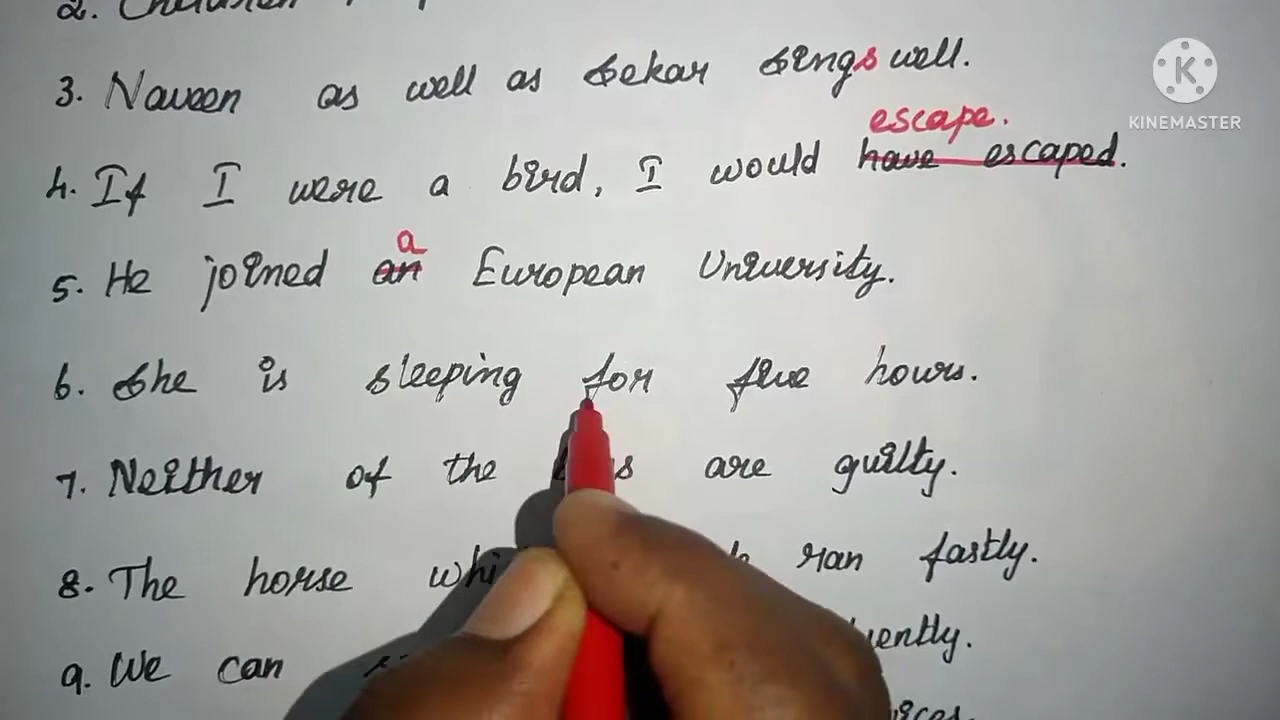 2. Children
3. Naveen as well as Sekar sings well.
escape.
4. If I were a bird, I would have escaped.
a
5. He joined an European University.
6. She is sleeping for five hours.
7. Neither of the are guilty.
8. The horse ran fastly.
9. We can
KINEMASTER